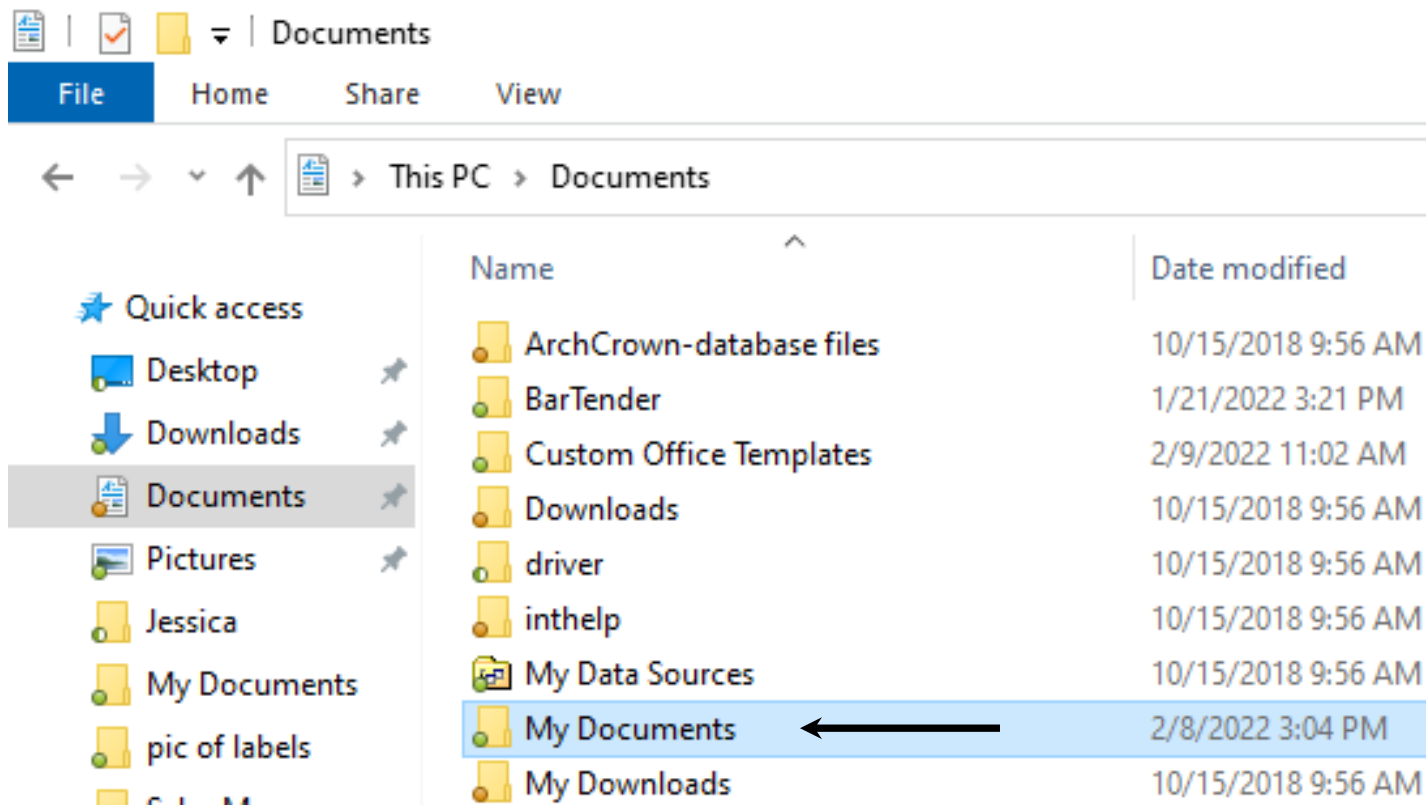 Documents
File Home Share View
This PC > Documents
Name Date modified
Quick access
Desktop
Downloads
Documents
Pictures
Jessica
My Documents
pic of labels
ArchCrown-database files 10/15/2018 9:56 AM
BarTender 1/21/2022 3:21 PM
Custom Office Templates 2/9/2022 11:02 AM
Downloads 10/15/2018 9:56 AM
driver 10/15/2018 9:56 AM
inthelp 10/15/2018 9:56 AM
My Data Sources 10/15/2018 9:56 AM
My Documents 2/8/2022 3:04 PM
My Downloads 10/15/2018 9:56 AM